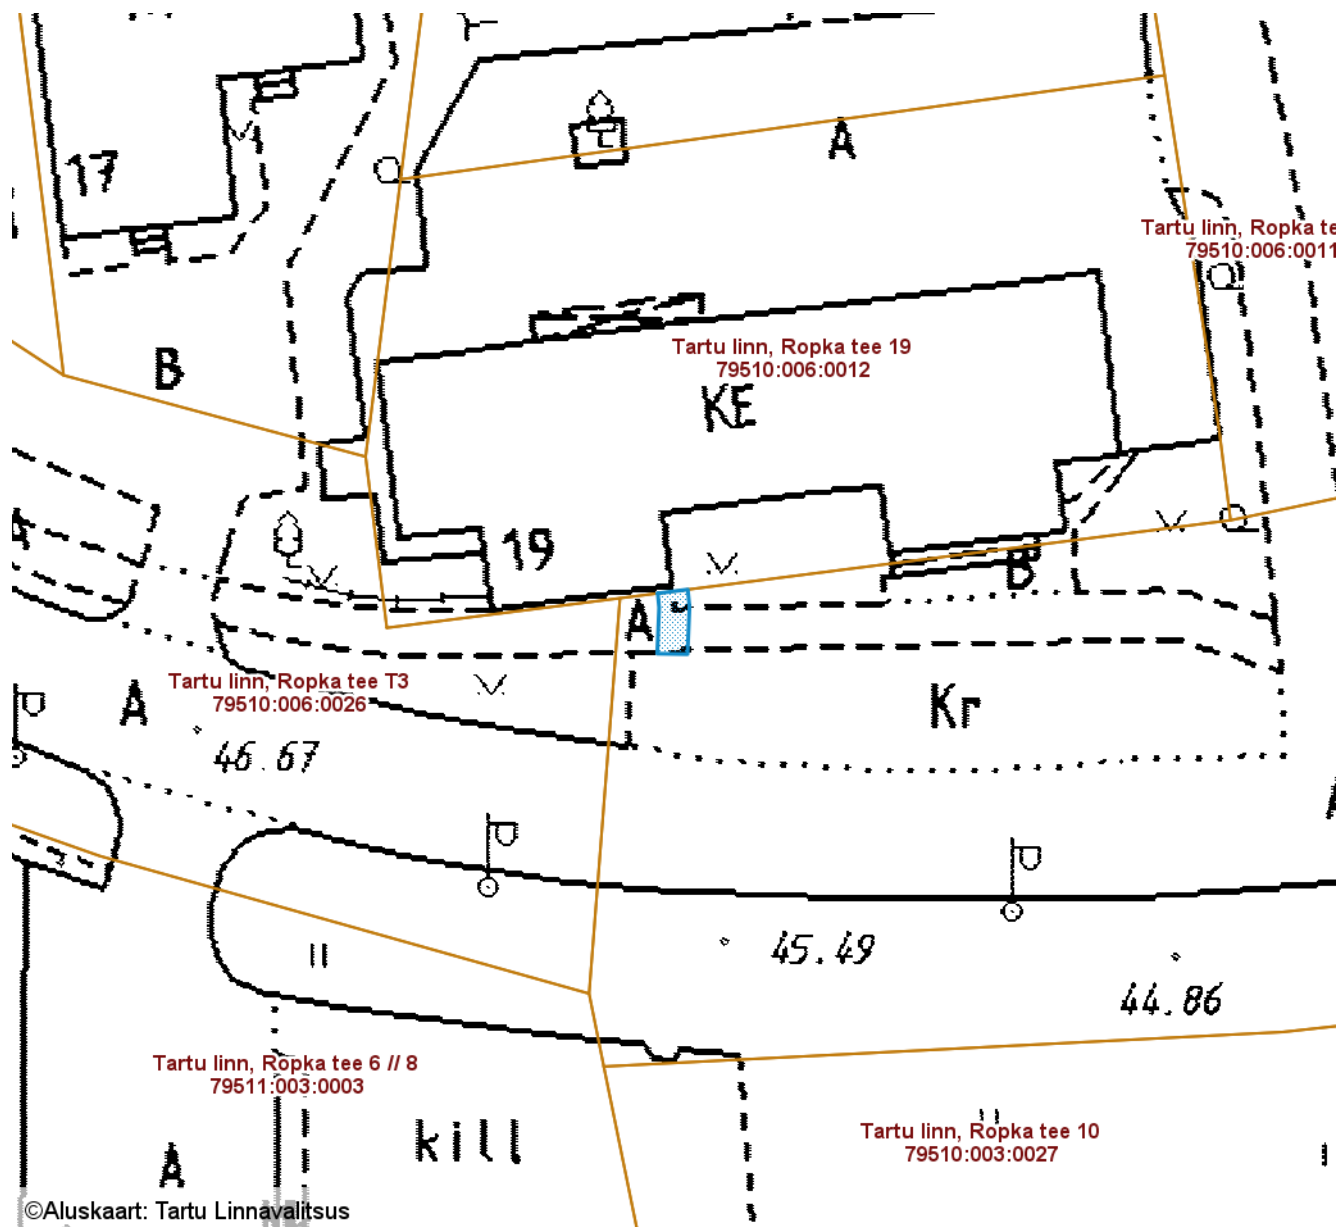 17
A
Tartu linn, Ropka te
79510:006:0011
Tartu linn, Ropka tee 19
79510:006:0012
B
KE
19
B
A
A
Tartu linn, Ropka tee T3
79510:006:0026
A
Kr
46.67
45.49
44.86
Tartu linn, Ropka tee 6 // 8
79511:003:0003
kill
Tartu linn, Ropka tee 10
79510:003:0027
A
©Aluskaart: Tartu Linnavalitsus